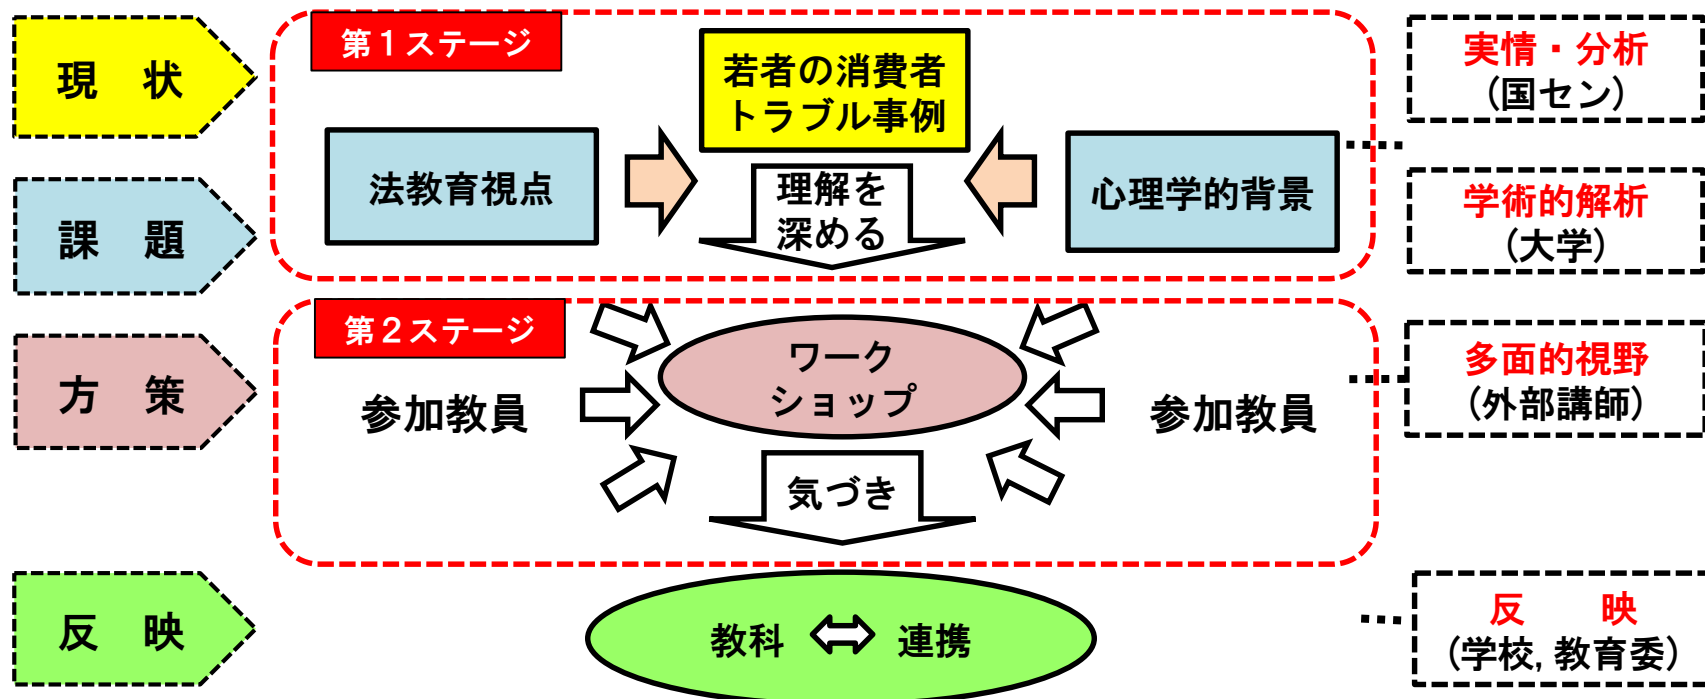 現　状
第１ステージ
若者の消費者
トラブル事例
実情・分析
（国セン）
法教育視点
理解を
深める
心理学的背景
課　題
学術的解析
（大学）
第２ステージ
方　策
ワーク
ショップ
参加教員
参加教員
多面的視野
（外部講師）
気づき
反　映
教科 ⇔ 連携
反　　映
（学校，教育委）